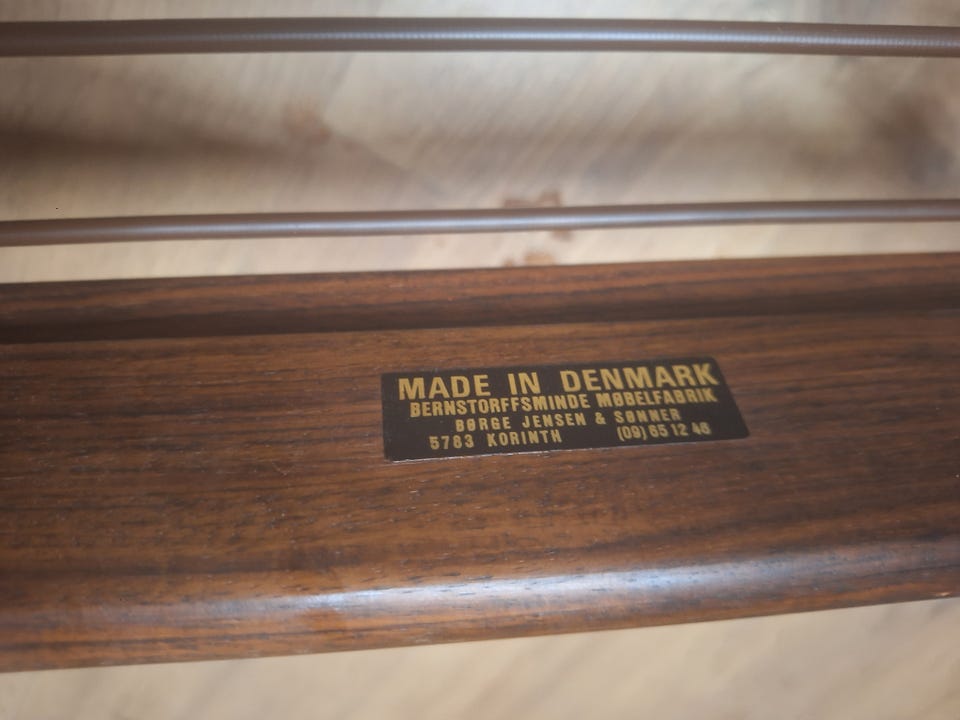 MADE IN DENMARK
BERNSTORFFSMINDE MØBELFABRIK
BØRGE JENSEN & SØNNER
5783 KORINTH (09) 65 12 46